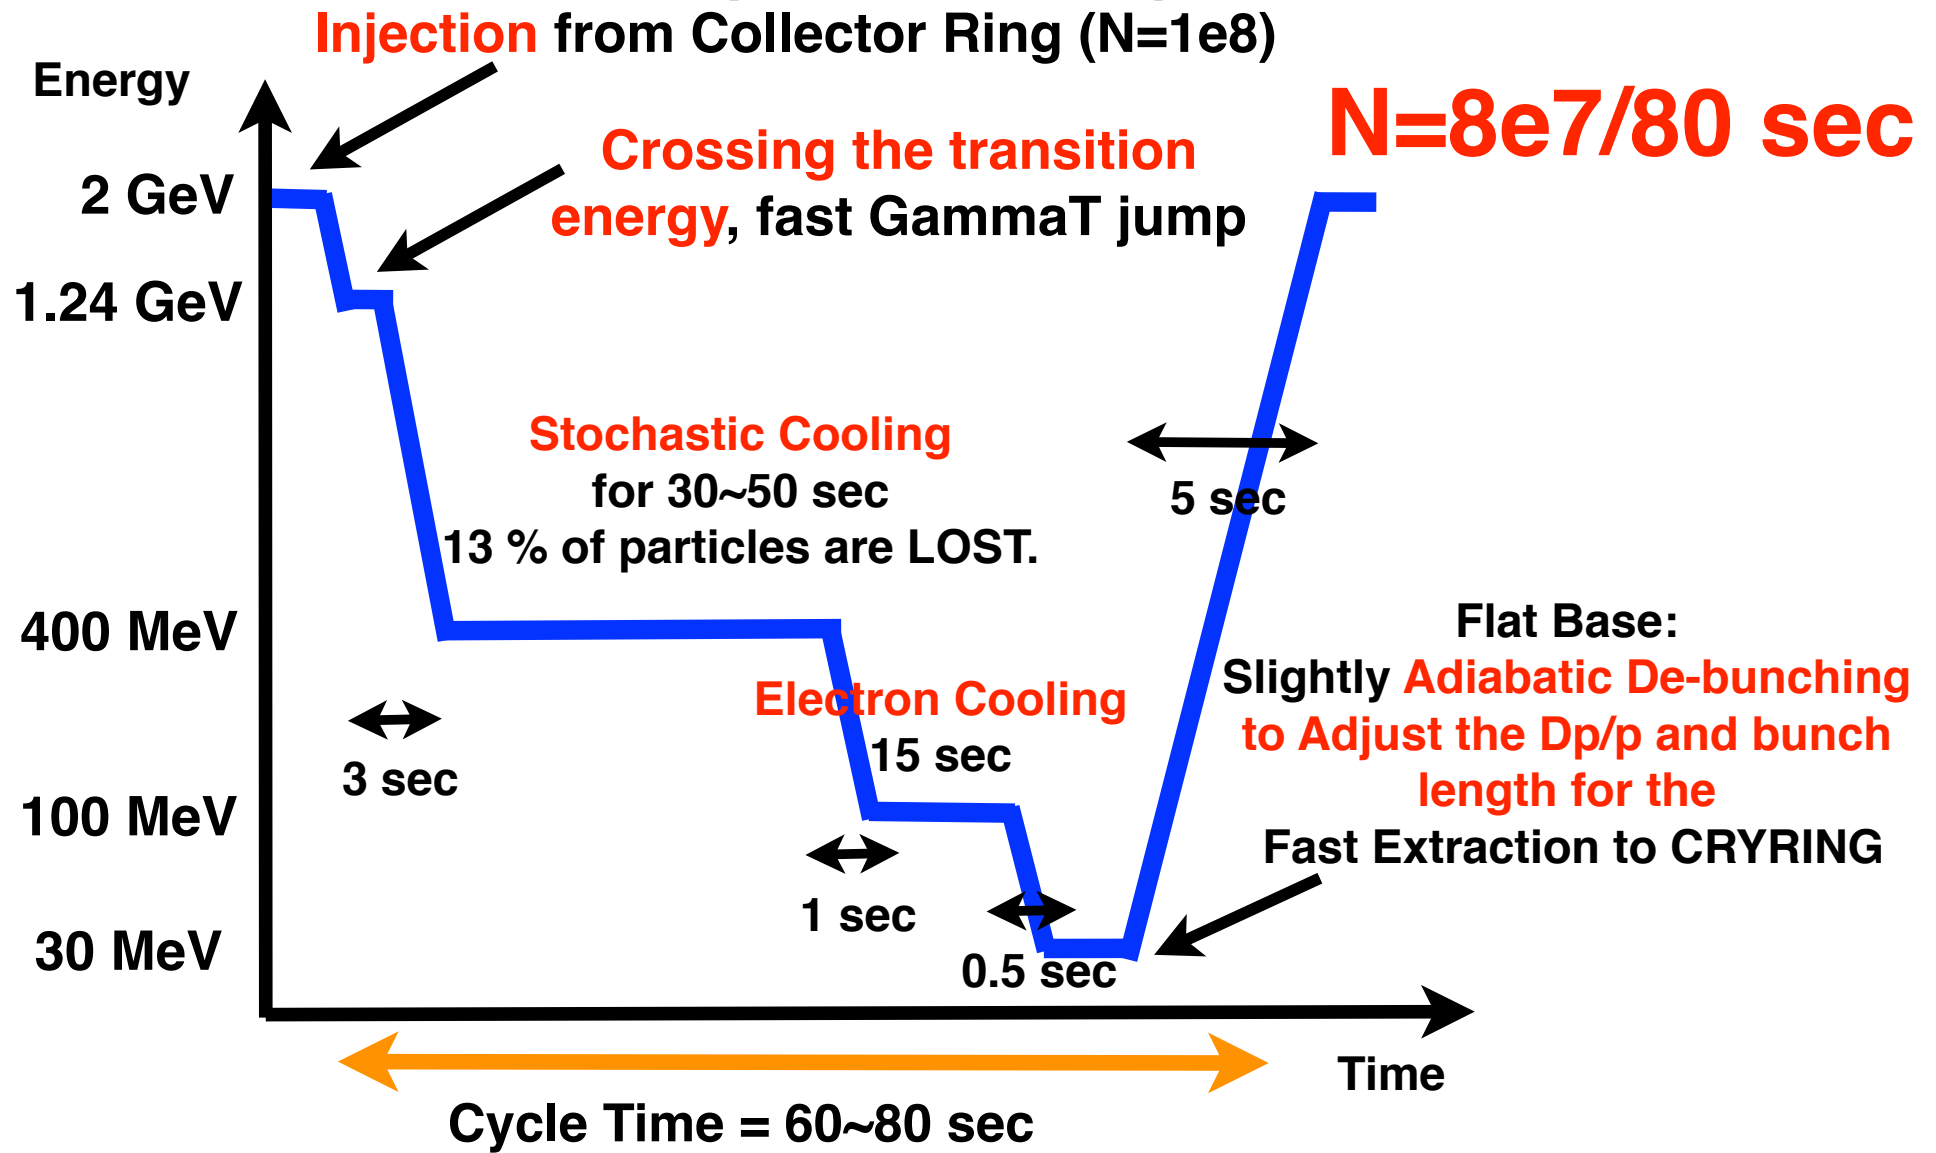 Injection from Collector Ring (N=1e8)
Energy
N=8e7/80 sec
Crossing the transition
energy, fast GammaT jump
2 GeV
1.24 GeV
Stochastic Cooling
for 30~50 sec
13 % of particles are LOST.
5 sec
400 MeV
Flat Base:
Slightly Adiabatic De-bunching
to Adjust the Dp/p and bunch
length for the
Fast Extraction to CRYRING
Electron Cooling
15 sec
3 sec
100 MeV
1 sec
30 MeV
0.5 sec
Time
Cycle Time = 60~80 sec